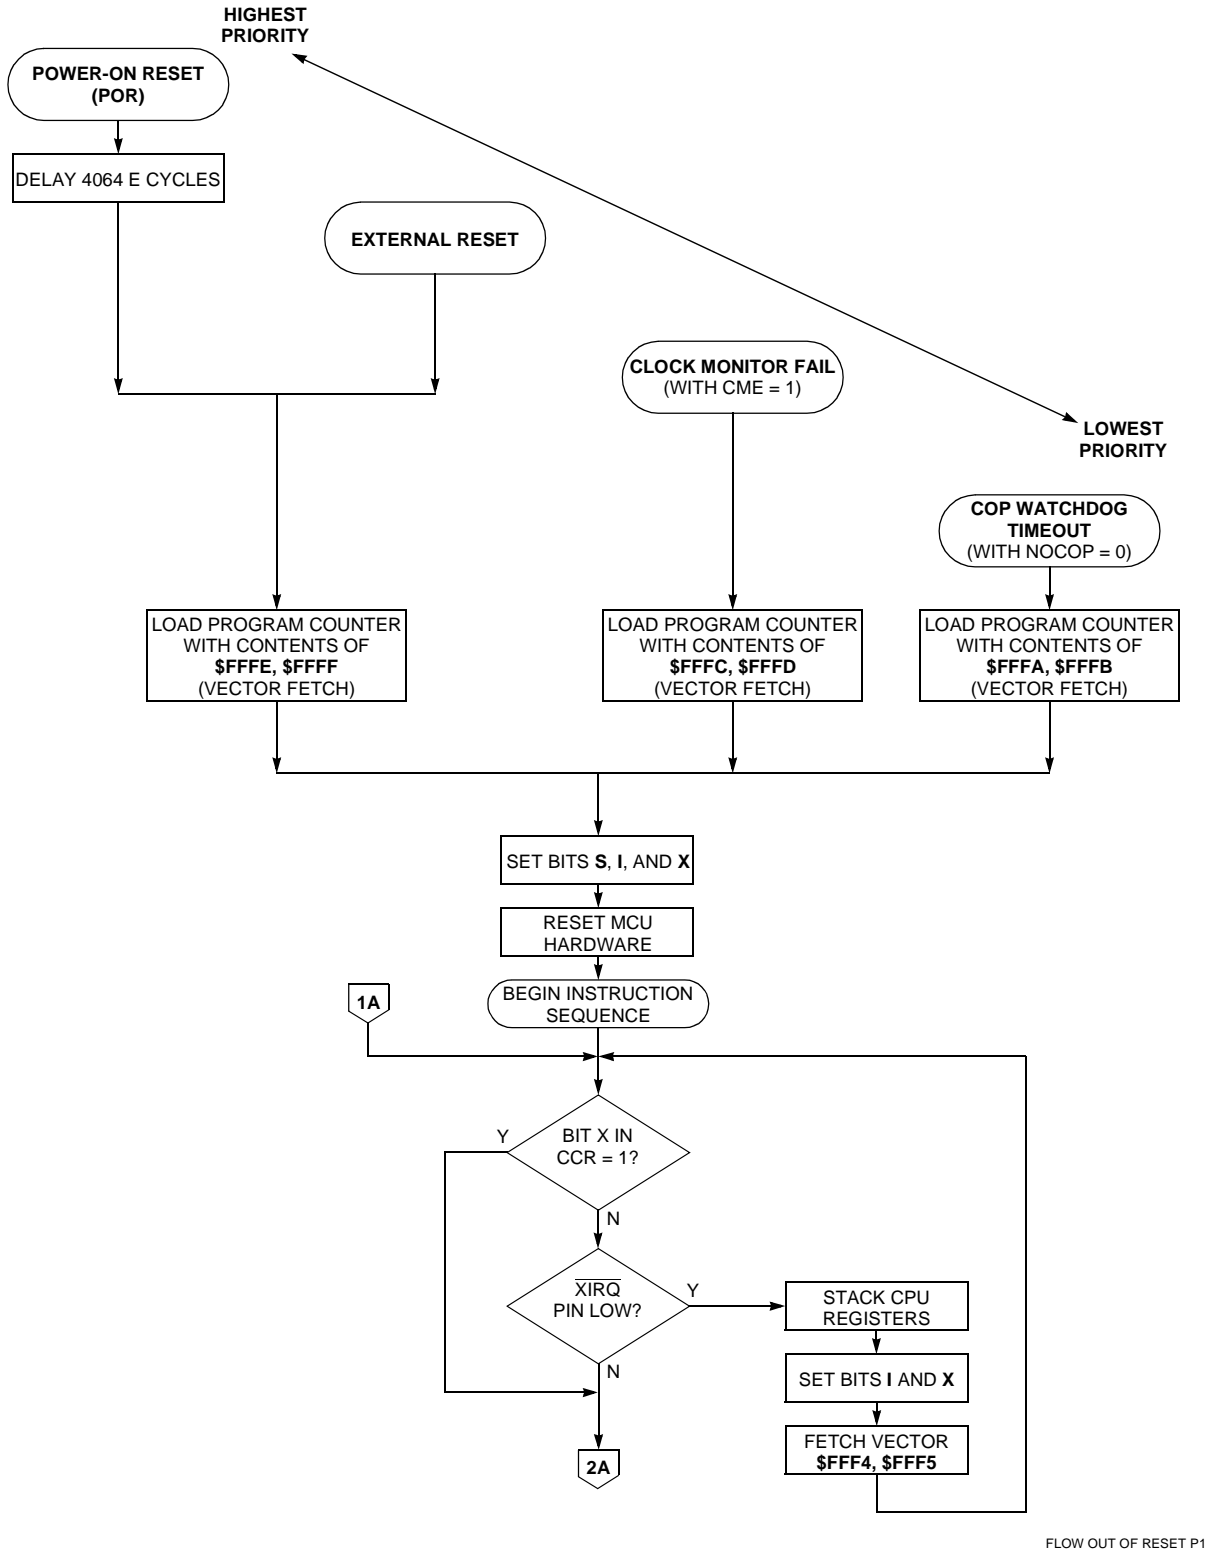 HIGHEST
PRIORITY
POWER-ON RESET
(POR)
DELAY 4064 E CYCLES
EXTERNAL RESET
CLOCK MONITOR FAIL
(WITH CME = 1)
LOWEST
PRIORITY
COP WATCHDOG
TIMEOUT
(WITH NOCOP = 0)
LOAD PROGRAM COUNTER
WITH CONTENTS OF
$FFFE, $FFFF
(VECTOR FETCH)
LOAD PROGRAM COUNTER
WITH CONTENTS OF
$FFFC, $FFFD
(VECTOR FETCH)
LOAD PROGRAM COUNTER
WITH CONTENTS OF
$FFFA, $FFFB
(VECTOR FETCH)
SET BITS S, I, AND X
RESET MCU
HARDWARE
BEGIN INSTRUCTION
SEQUENCE
1A
Y
BIT X IN
CCR = 1?
N
XIRQ
PIN LOW?
Y
N
STACK CPU
REGISTERS
SET BITS I AND X
FETCH VECTOR
$FFF4, $FFF5
2A
FLOW OUT OF RESET P1